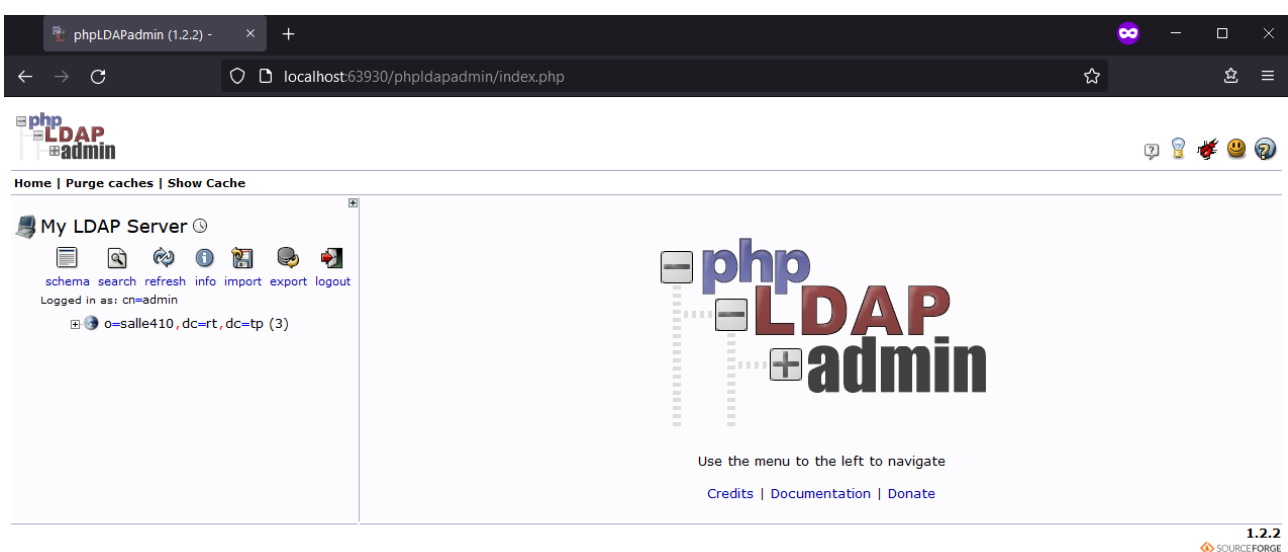 phpLDAPadmin (1.2.2) -
localhost:63930/phpldapadmin/index.php
php
LDAP
admin
Home | Purge caches | Show Cache
My LDAP Server
schema search refresh info import export logout
Logged in as: cn=admin
o=salle410,dc=rt,dc=tp (3)
php
LDAP
admin
Use the menu to the left to navigate
Credits | Documentation | Donate
1.2.2
SOURCEFORGE